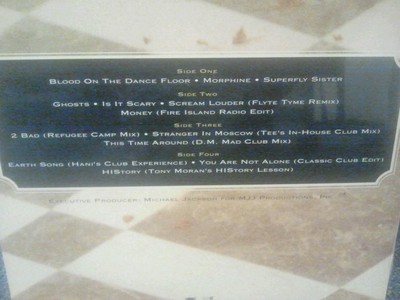 Side One
Blood On The Dance Floor • Morphine • Superfly Sister
Side Two
Ghosts • Is It Scary • Scream Louder (Flyte Tyme Remix)
Money (Fire Island Radio Edit)
Side Three
2 Bad (Refugee Camp Mix) • Stranger In Moscow (Tee's In-House Club Mix)
This Time Around (D.M. Mad Club Mix)
Side Four
Earth Song (Hani's Club Experience) • You Are Not Alone (Classic Club Edit)
HIStory (Tony Moran's HIStory Lesson)
Executive Producer: Michael Jackson for MJJ Productions, Inc.